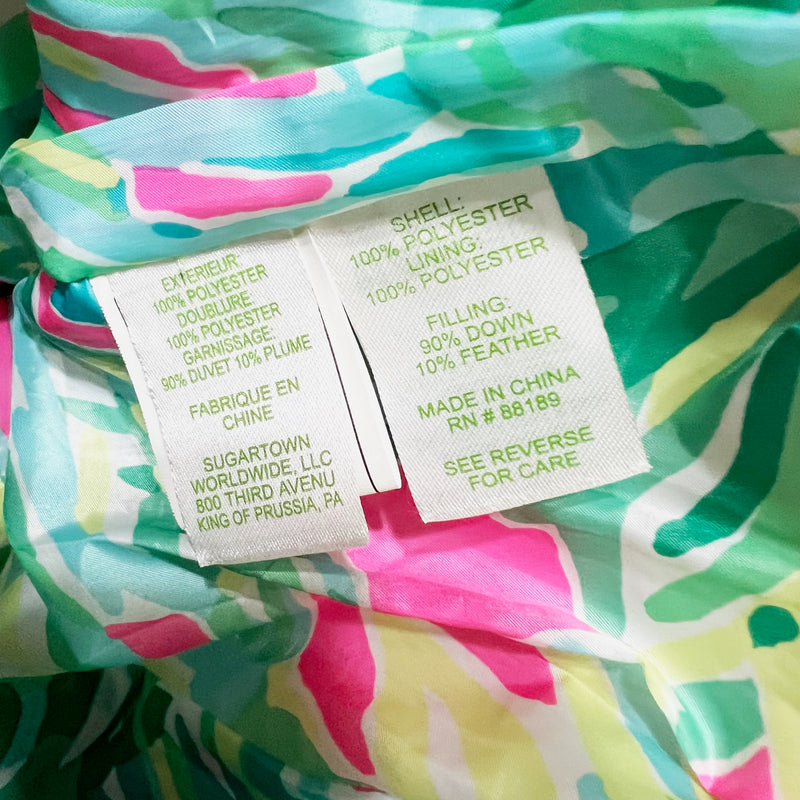 EXTERIEUR:
100% POLYESTER
DOUBLURE:
100% POLYESTER
GARNISSAGE:
90% DUVET 10% PLUME
FABRIQUE EN
CHINE
SUGARTOWN
WORLDWIDE, LLC
800 THIRD AVENU
KING OF PRUSSIA, PA
SHELL:
100% POLYESTER
LINING:
100% POLYESTER
FILLING:
90% DOWN
10% FEATHER
MADE IN CHINA
RN # 88189
SEE REVERSE
FOR CARE